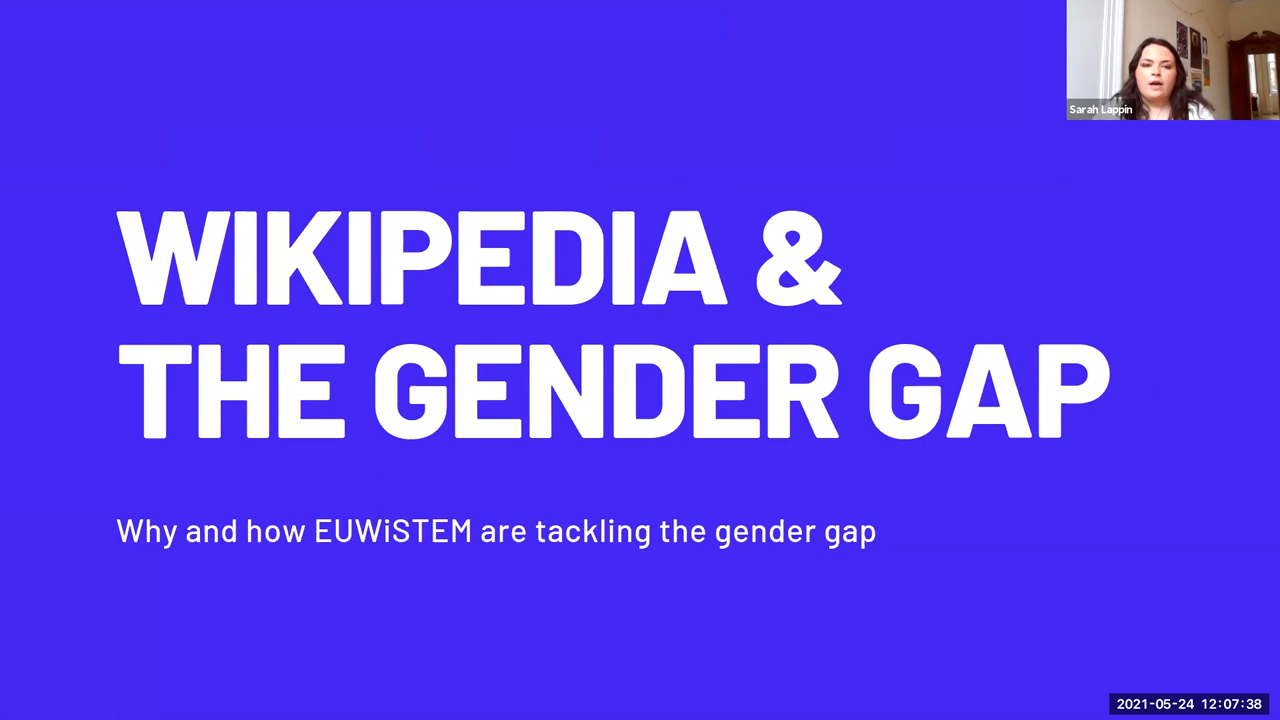 Sarah Lappin
WIKIPEDIA &
THE GENDER GAP
Why and how EUWiSTEM are tackling the gender gap
2021-05-24 12:07:38